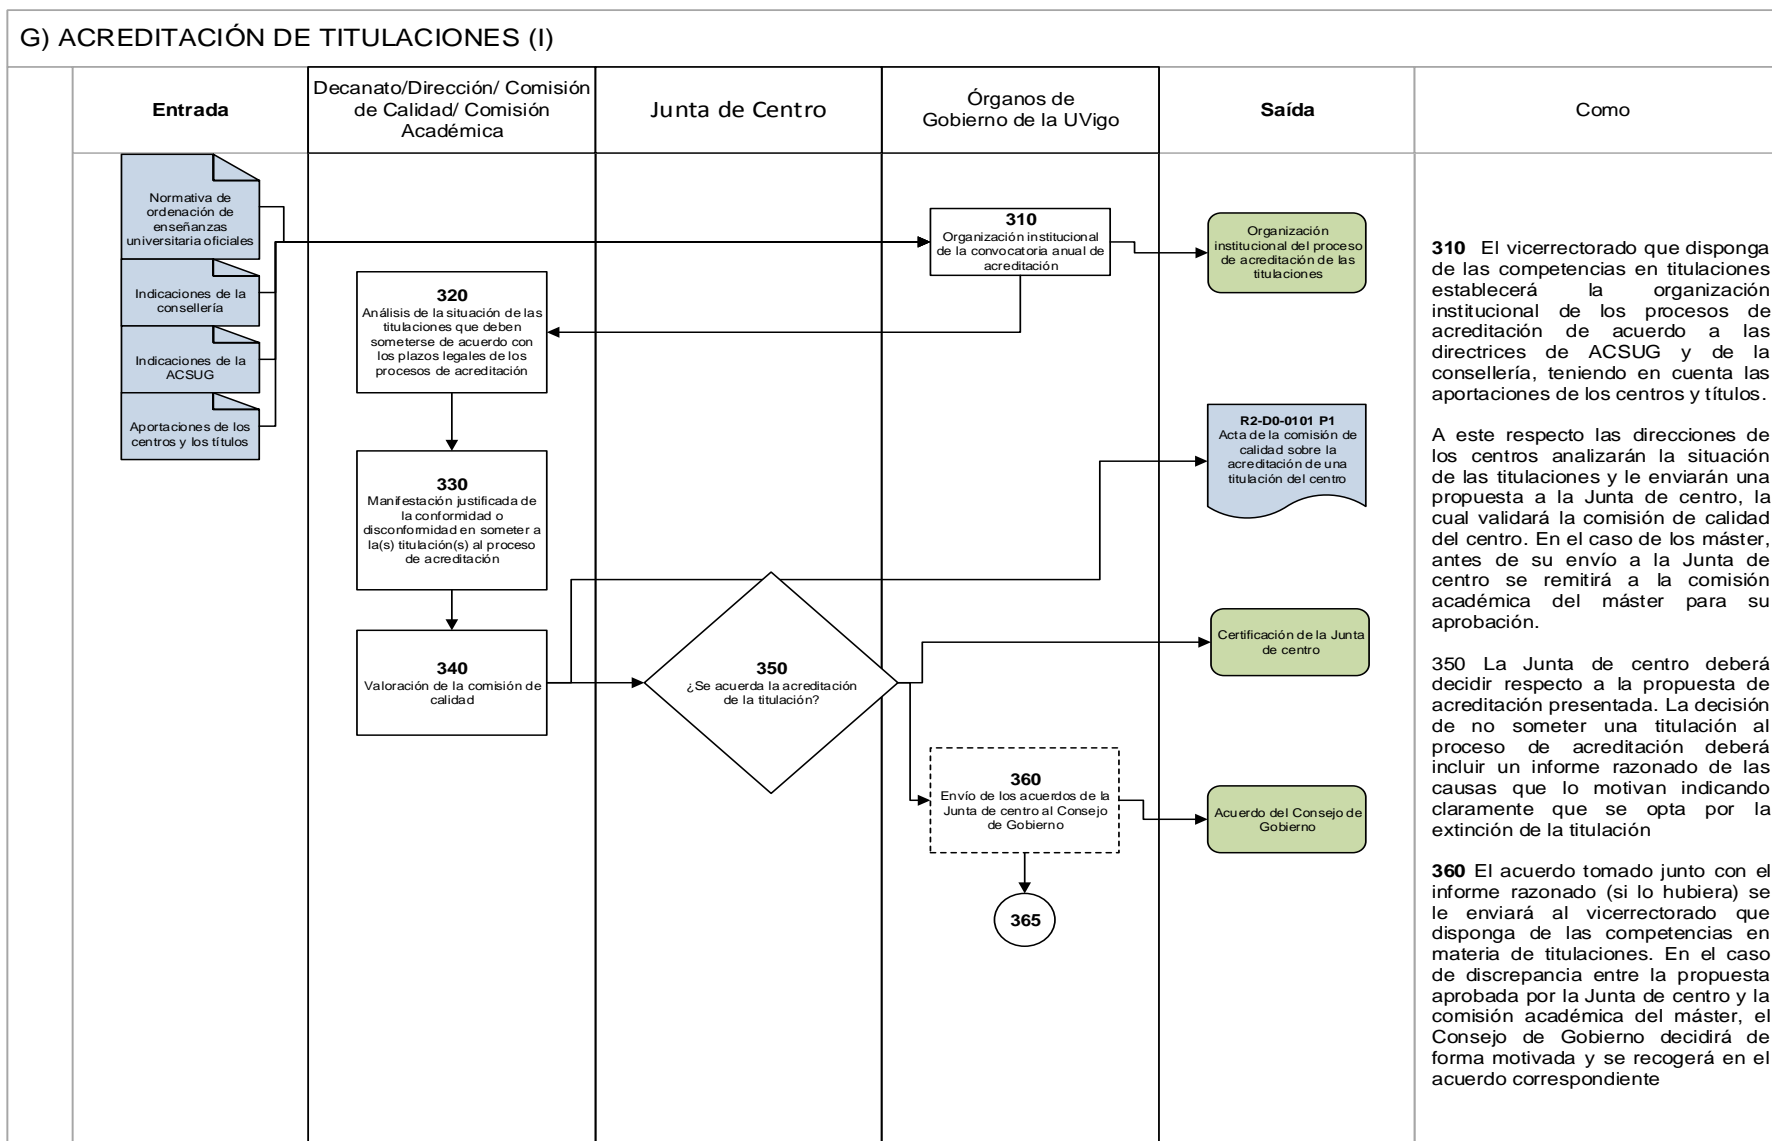 G) ACREDITACIÓN DE TITULACIONES (I)
Entrada
Decanato/Dirección/ Comisión
de Calidad/ Comisión
Académica
Junta de Centro
Órganos de
Gobierno de la UVigo
Saída
Como
Normativa de
ordenación de
enseñanzas
universitaria oficiales
Indicaciones de la
consellería
Indicaciones de la
ACSUG
Aportaciones de los
centros y los títulos
320
Análisis de la situación de las
titulaciones que deben
someterse de acuerdo con
los plazos legales de los
procesos de acreditación
330
Manifestación justificada de
la conformidad o
disconformidad en someter a
la(s) titulación(s) al proceso
de acreditación
340
Valoración de la comisión de
calidad
350
¿Se acuerda la acreditación
de la titulación?
310
Organización institucional
de la convocatoria anual de
acreditación
360
Envío de los acuerdos de la
Junta de centro al Consejo
de Gobierno
365
Organización
institucional del proceso
de acreditación de las
titulaciones
R2-D0-0101 P1
Acta de la comisión de
calidad sobre la
acreditación de una
titulación del centro
Certificación de la Junta
de centro
Acuerdo del Consejo de
Gobierno
310 El vicerrectorado que disponga
de las competencias en titulaciones
establecerá la organización
institucional de los procesos de
acreditación de acuerdo a las
directrices de ACSUG y de la
consellería, teniendo en cuenta las
aportaciones de los centros y títulos.
A este respecto las direcciones de
los centros analizarán la situación
de las titulaciones y le enviarán una
propuesta a la Junta de centro, la
cual validará la comisión de calidad
del centro. En el caso de los máster,
antes de su envío a la Junta de
centro se remitirá a la comisión
académica del máster para su
aprobación.
350 La Junta de centro deberá
decidir respecto a la propuesta de
acreditación presentada. La decisión
de no someter una titulación al
proceso de acreditación deberá
incluir un informe razonado de las
causas que lo motivan indicando
claramente que se opta por la
extinción de la titulación
360 El acuerdo tomado junto con el
informe razonado (si lo hubiera) se
le enviará al vicerrectorado que
disponga de las competencias en
materia de titulaciones. En el caso
de discrepancia entre la propuesta
aprobada por la Junta de centro y la
comisión académica del máster, el
Consejo de Gobierno decidirá de
forma motivada y se recogerá en el
acuerdo correspondiente